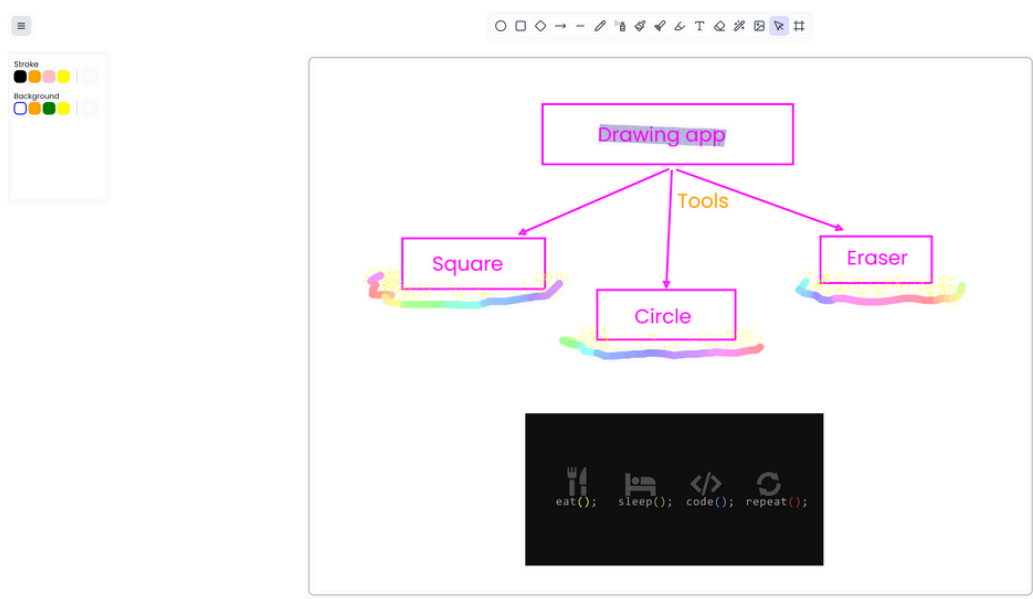 Stroke
Background
Drawing app
Tools
Square
Eraser
Circle
eat(); sleep(); code(); repeat();